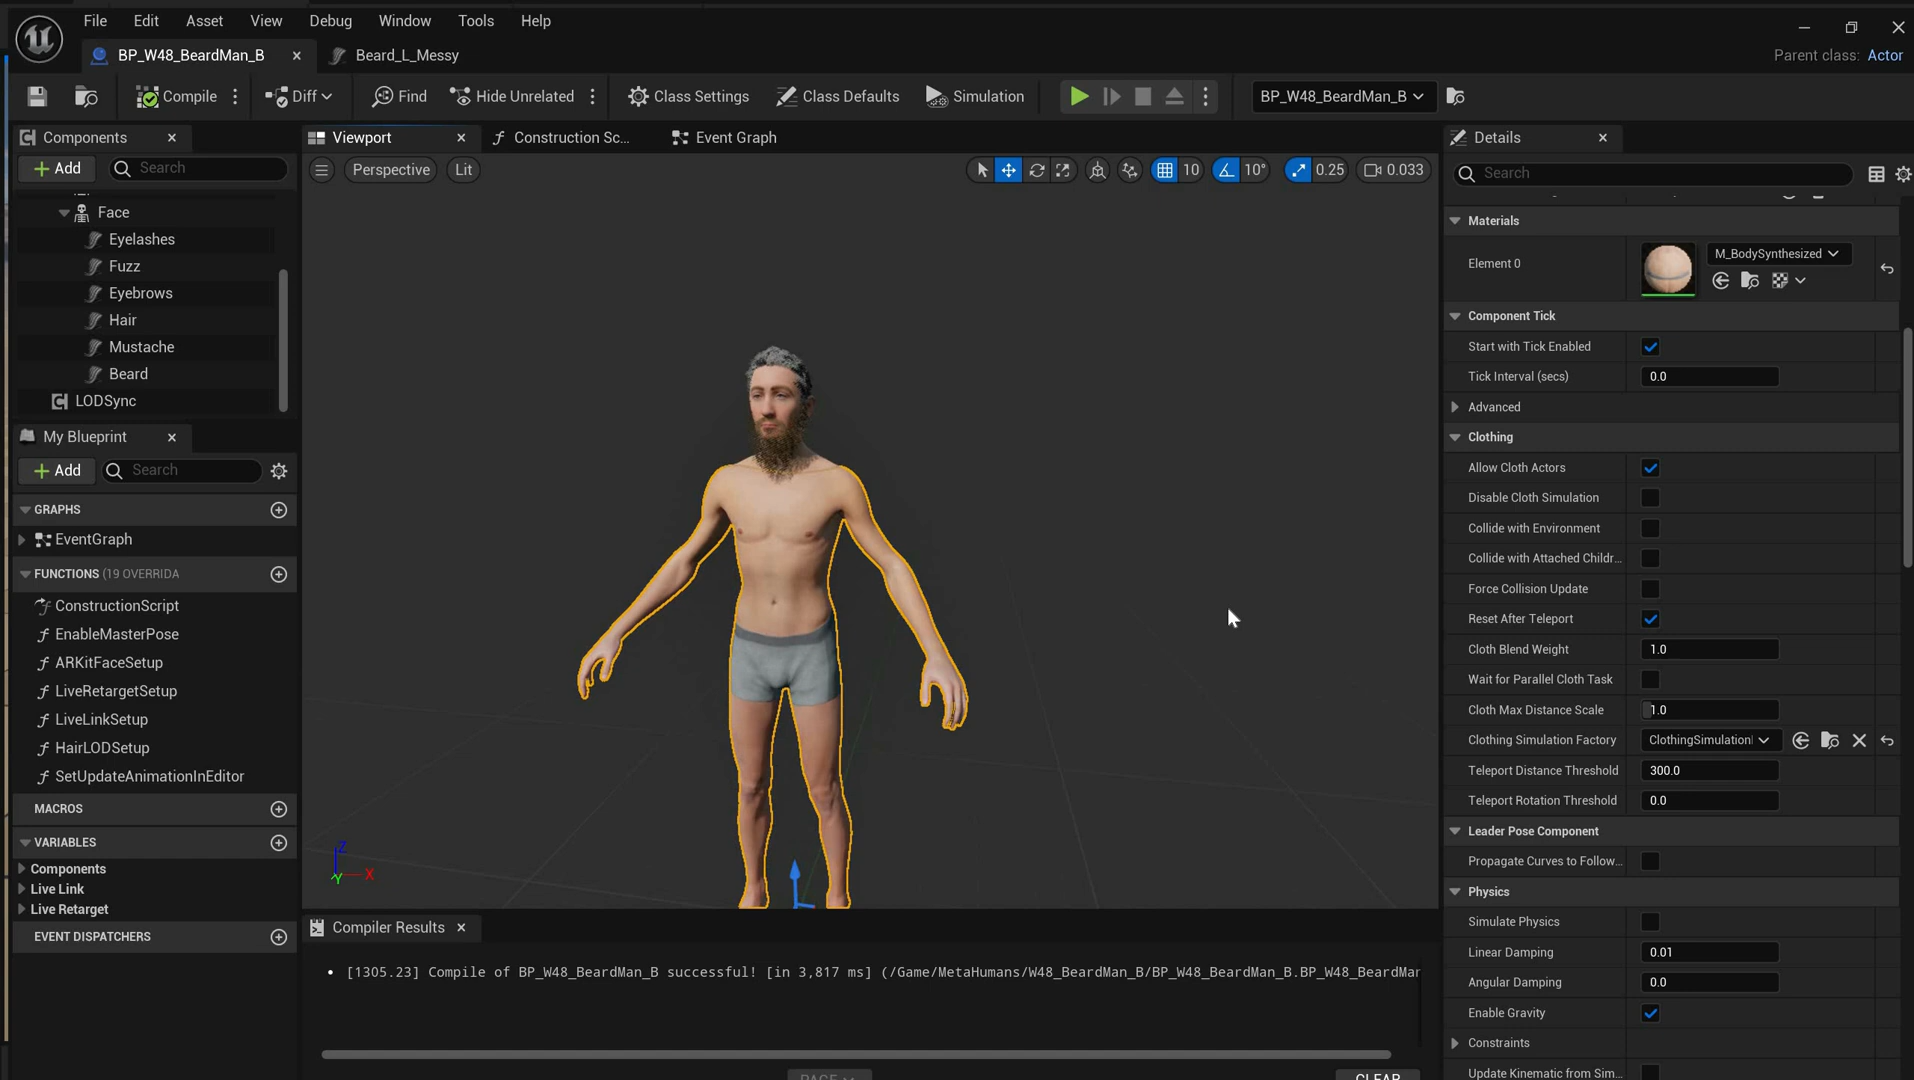 File Edit Asset View Debug Window Tools Help
BP_W48_BeardMan_B Beard_L_Messy
Parent class: Actor
Compile Diff Find Hide Unrelated Class Settings Class Defaults Simulation BP_W48_BeardMan_B
Components
Add Search
Face
Eyelashes
Fuzz
Eyebrows
Hair
Mustache
Beard
LODSync
My Blueprint
Add Search
GRAPHS
EventGraph
FUNCTIONS (19 OVERRIDA
ConstructionScript
EnableMasterPose
ARKitFaceSetup
LiveRetargetSetup
LiveLinkSetup
HairLODSetup
SetUpdateAnimationInEditor
MACROS
VARIABLES
Components
Live Link
Live Retarget
EVENT DISPATCHERS
Viewport Construction Sc... Event Graph
Perspective Lit 10 10° 0.25 0.033
Z
Y X
Compiler Results
[1305.23] Compile of BP_W48_BeardMan_B successful! [in 3,817 ms] (/Game/MetaHumans/W48_BeardMan_B/BP_W48_BeardMan_B.BP_W48_BeardMar
CLEAR
Details
Search
Materials
Element 0 M_BodySynthesized
Component Tick
Start with Tick Enabled
Tick Interval (secs) 0.0
Advanced
Clothing
Allow Cloth Actors
Disable Cloth Simulation
Collide with Environment
Collide with Attached Childr...
Force Collision Update
Reset After Teleport
Cloth Blend Weight 1.0
Wait for Parallel Cloth Task
Cloth Max Distance Scale 1.0
Clothing Simulation Factory ClothingSimulationI
Teleport Distance Threshold 300.0
Teleport Rotation Threshold 0.0
Leader Pose Component
Propagate Curves to Follow...
Physics
Simulate Physics
Linear Damping 0.01
Angular Damping 0.0
Enable Gravity
Constraints
Update Kinematic from Sim...